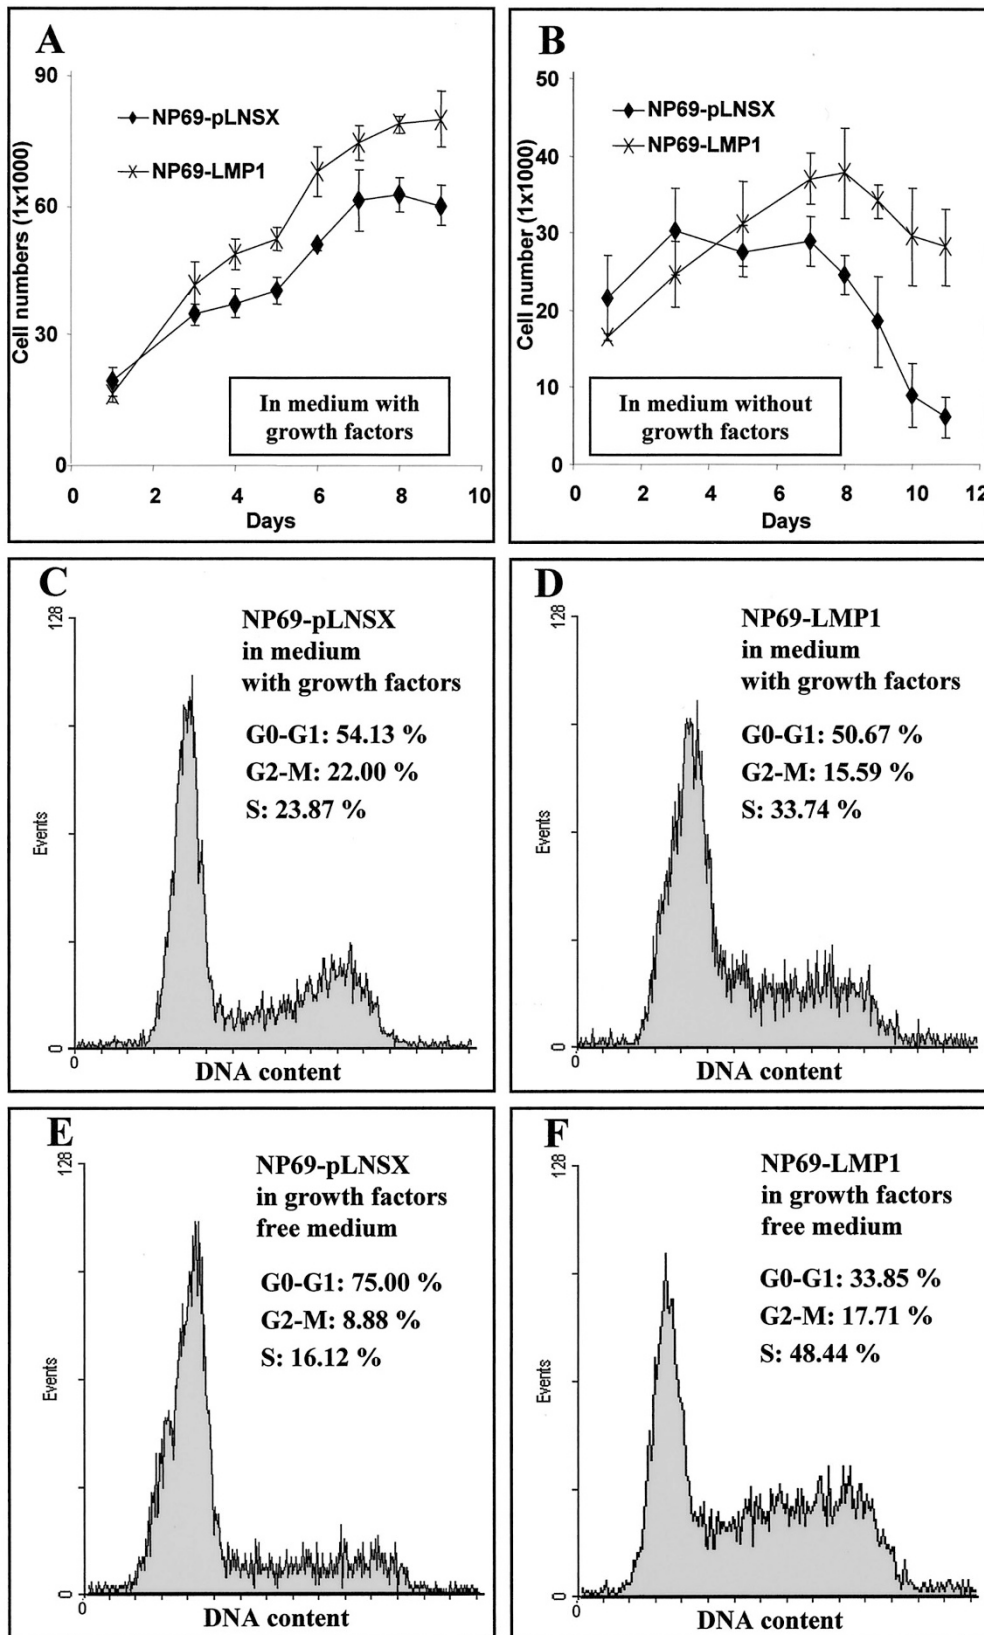 A
90
NP69-pLNSX
NP69-LMP1
60
Cell numbers (1x1000)
30
In medium with
growth factors
0
0 2 4 6 8 10
Days
B
50
NP69-pLNSX
NP69-LMP1
40
30
Cell number (1x1000)
20
10
In medium without
growth factors
0
0 2 4 5 7 8 10 11 12
Days
C
128
NP69-pLNSX
in medium
with growth factors
G0-G1: 54.13 %
G2-M: 22.00 %
S: 23.87 %
Events
0
0
DNA content
D
128
NP69-LMP1
in medium
with growth factors
G0-G1: 50.67 %
G2-M: 15.59 %
S: 33.74 %
Events
0
0
DNA content
E
128
NP69-pLNSX
in growth factors
free medium
G0-G1: 75.00 %
G2-M: 8.88 %
S: 16.12 %
Events
0
0
DNA content
F
128
NP69-LMP1
in growth factors
free medium
G0-G1: 33.85 %
G2-M: 17.71 %
S: 48.44 %
Events
0
0
DNA content